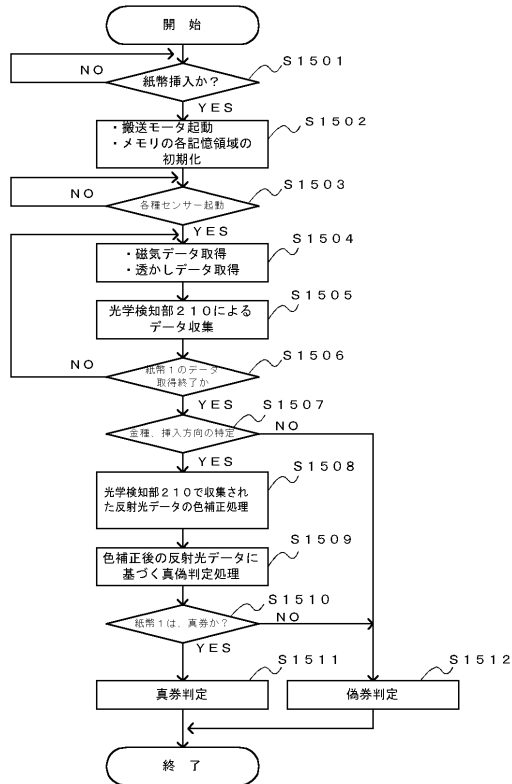 開 始
S1501
NO
紙幣挿入か?
YES
S1502
・搬送モータ起動
・メモリの各記憶領域の
初期化
S1503
NO
各種センサー起動
YES
S1504
・磁気データ取得
・透かしデータ取得
S1505
光学検知部210による
データ収集
S1506
NO
紙幣1のデータ
取得終了か
YES
S1507
金種、挿入方向の特定
NO
YES
S1508
光学検知部210で収集され
た反射光データの色補正処理
S1509
色補正後の反射光データに
基づく真偽判定処理
S1510
紙幣1は、真券か?
NO
YES
S1511
S1512
真券判定
偽券判定
終 了